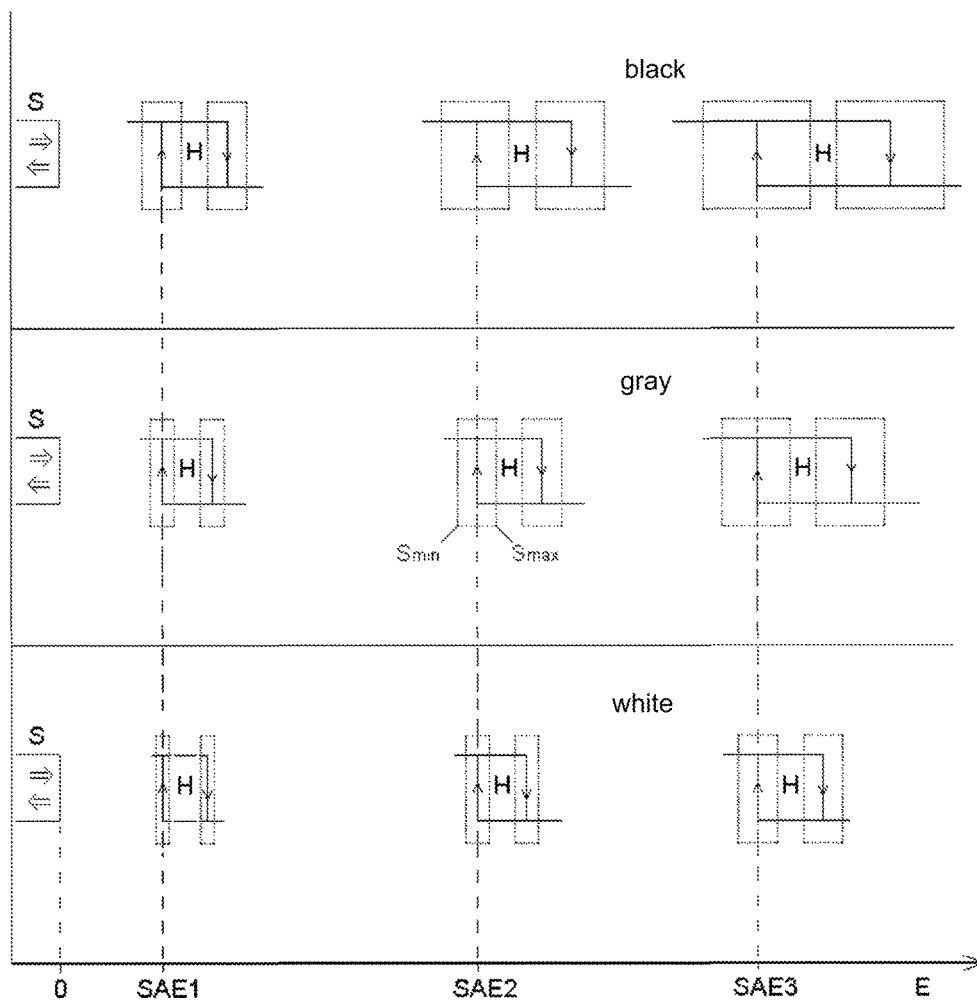 black
S
H H H
gray
S
H H H
Smin Smax
white
S
H H H
0 SAE1 SAE2 SAE3 E